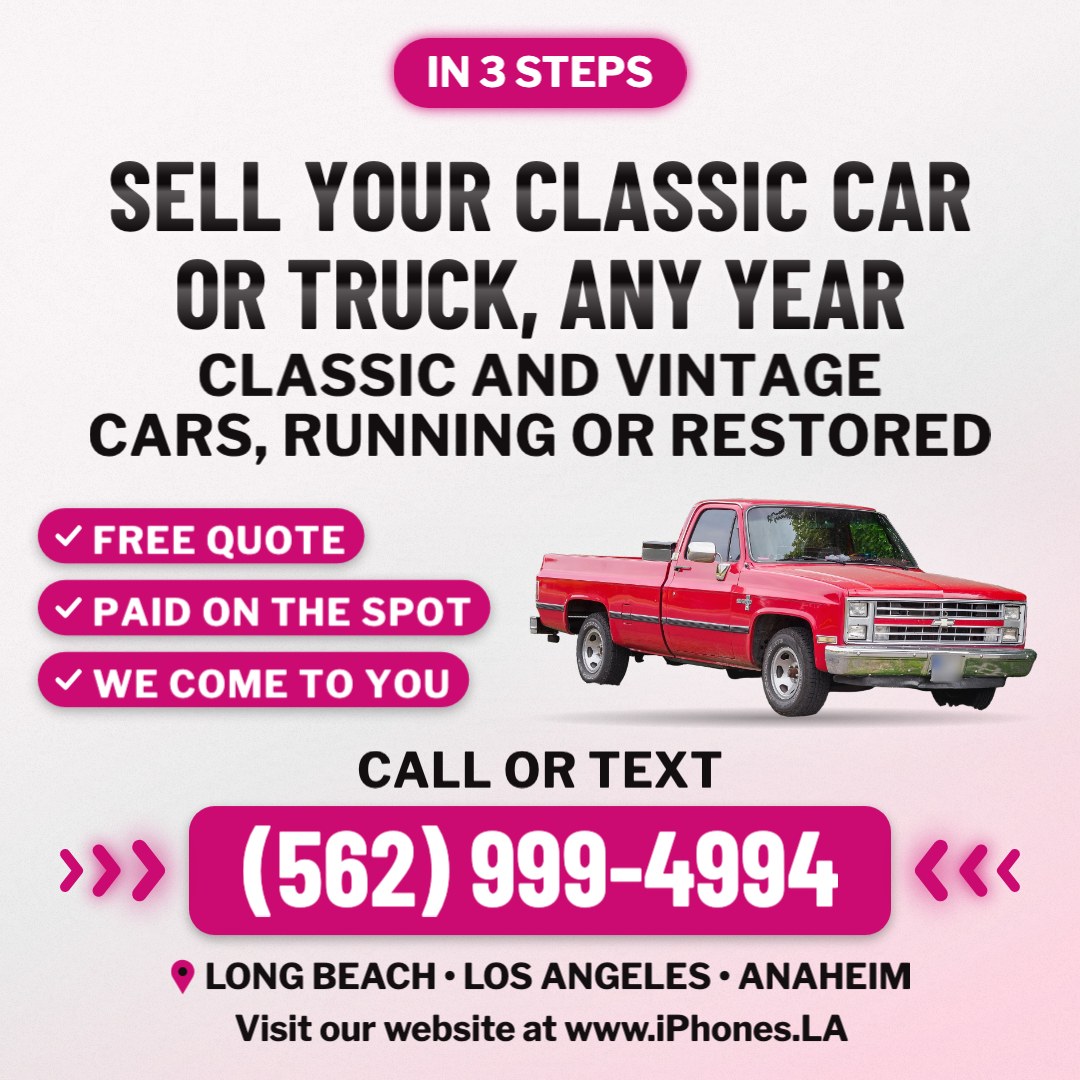 IN 3 STEPS
SELL YOUR CLASSIC CAR
OR TRUCK, ANY YEAR
CLASSIC AND VINTAGE
CARS, RUNNING OR RESTORED
FREE QUOTE
PAID ON THE SPOT
WE COME TO YOU
CALL OR TEXT
(562) 999-4994
LONG BEACH • LOS ANGELES • ANAHEIM
Visit our website at www.iPhones.LA